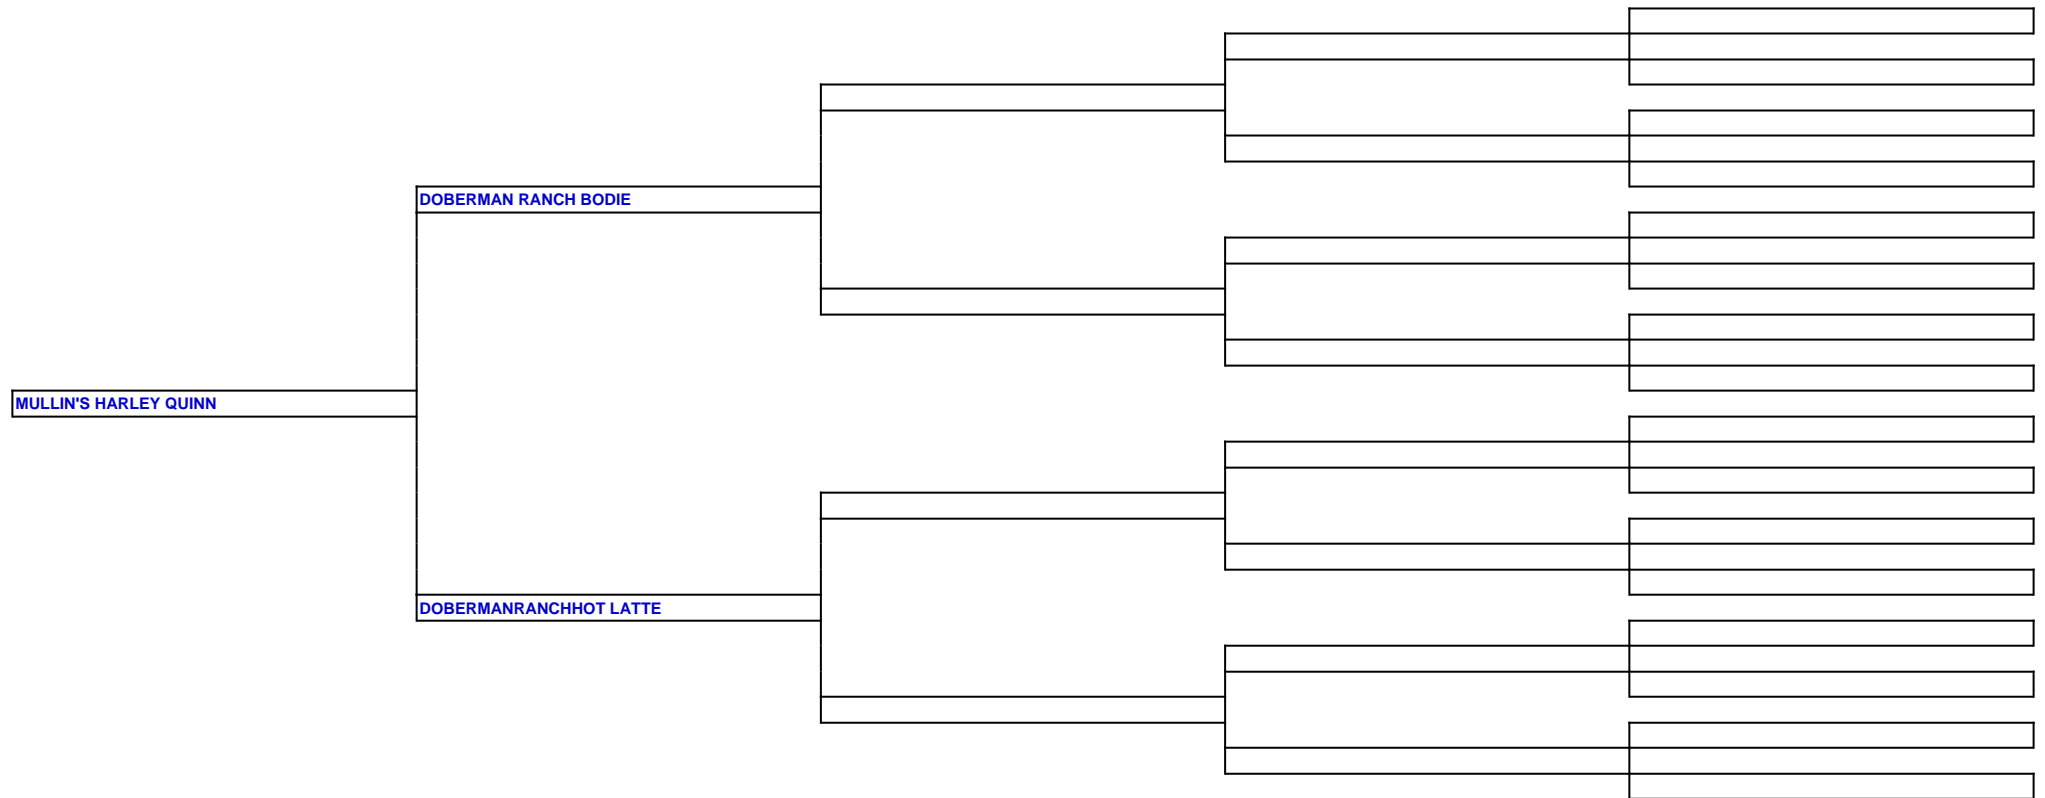 DOBERMAN RANCH BODIE
MULLIN'S HARLEY QUINN
DOBERMANRANCHHOT LATTE